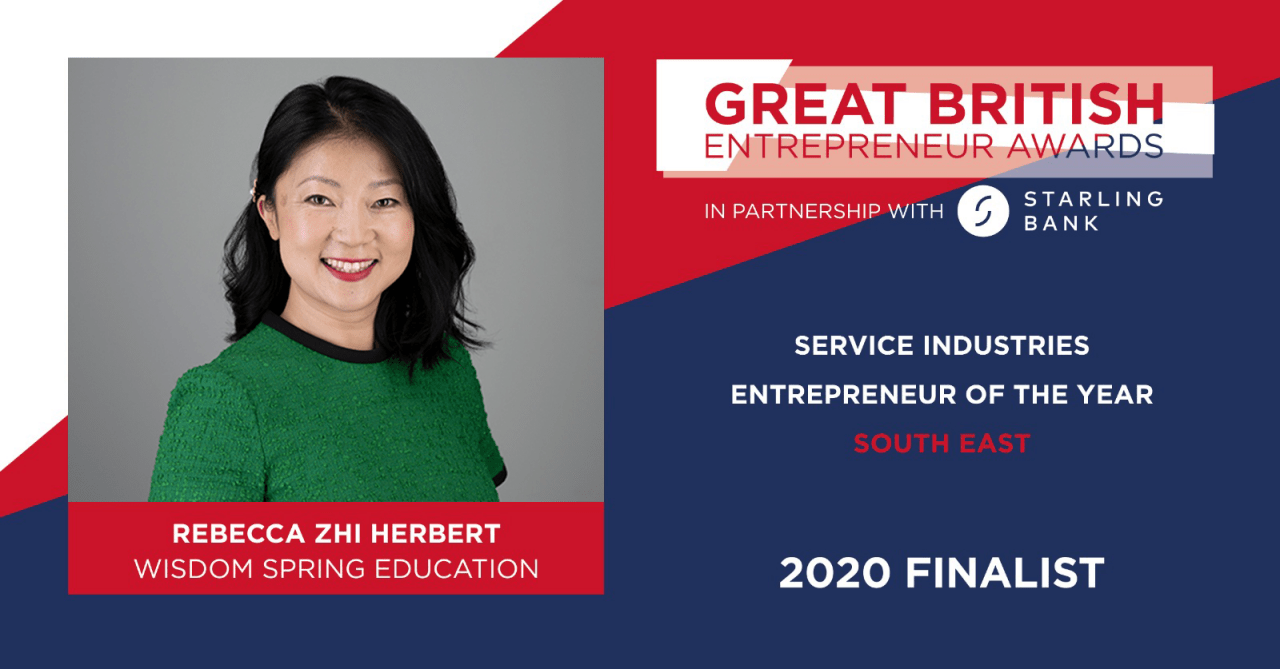 GREAT BRITISH
ENTREPRENEUR AWARDS
IN PARTNERSHIP WITH
STARLING
BANK
SERVICE INDUSTRIES
ENTREPRENEUR OF THE YEAR
SOUTH EAST
2020 FINALIST
REBECCA ZHI HERBERT
WISDOM SPRING EDUCATION